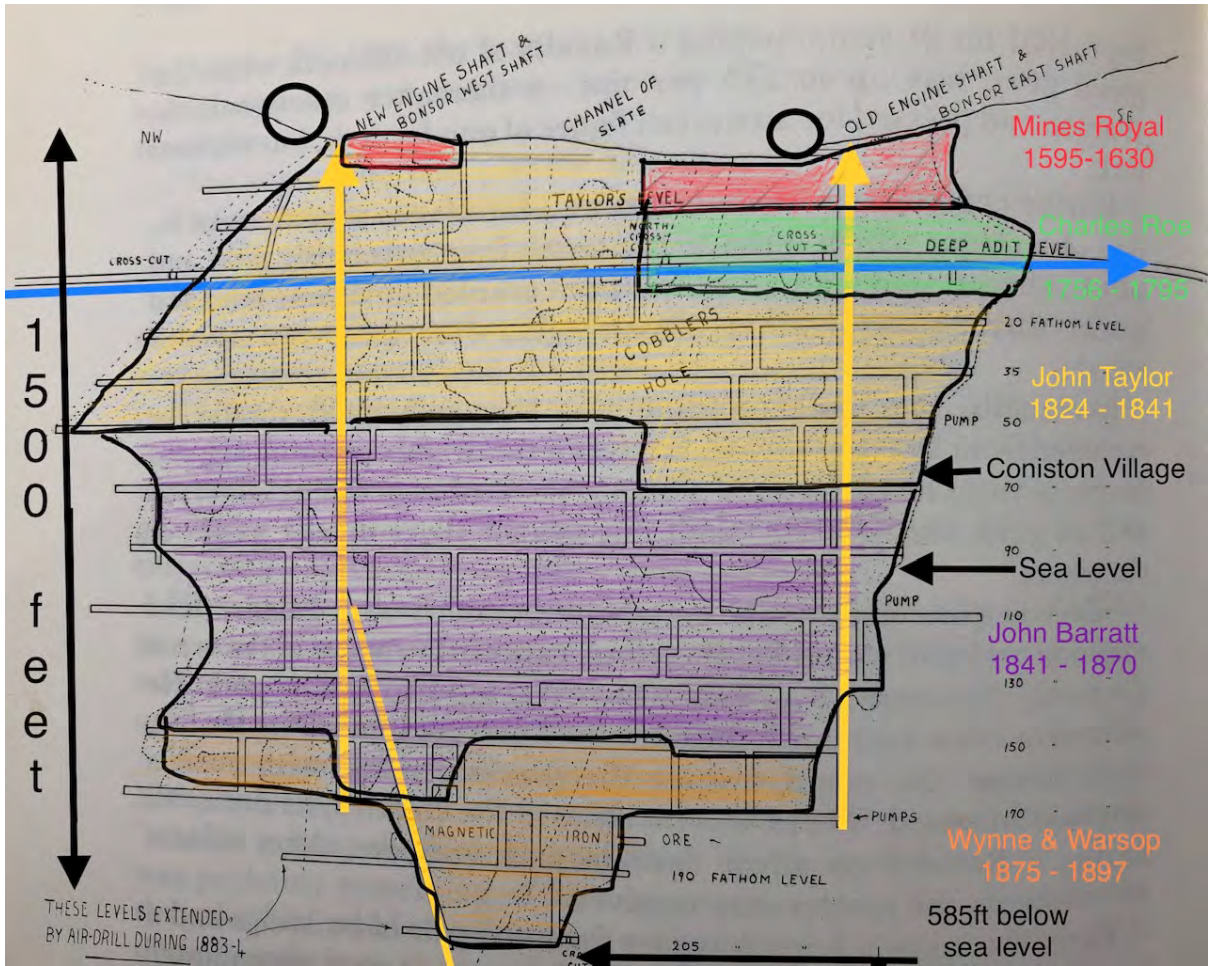 NEW ENGINE SHAFT &
BONSOR WEST SHAFT
CHANNEL OF
SLATE
OLD ENGINE SHAFT &
BONSOR EAST SHAFT
NW
SE
Mines Royal
1595-1630
TAYLOR'S LEVEL
NORTH
CROSS
CUT
CROSS
CUT
Charles Roe
DEEP ADIT LEVEL
CROSS-CUT
1756 - 1795
20 FATHOM LEVEL
COBBLERS
HOLE
35
John Taylor
1824 - 1841
PUMP
50
Coniston Village
70 " "
90 " "
Sea Level
PUMP
110 " "
John Barratt
1841 - 1870
130 " "
150 " "
170 " "
PUMPS
1
5
0
0
f
e
e
t
MAGNETIC IRON ORE ~
Wynne & Warsop
1875 - 1897
190 FATHOM LEVEL
THESE LEVELS EXTENDED,
BY AIR-DRILL DURING 1883-4
585ft below
sea level
205 " "
CUT